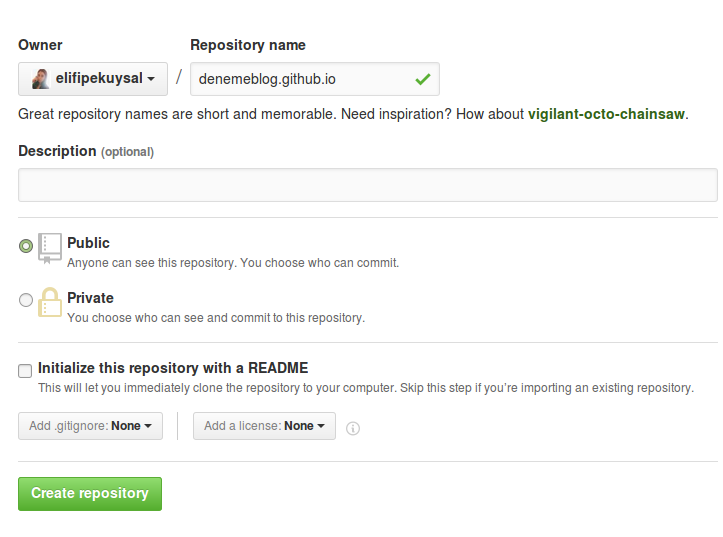 Owner Repository name
elifipekuysal / denemeblog.github.io
Great repository names are short and memorable. Need inspiration? How about vigilant-octo-chainsaw.
Description (optional)
Public
Anyone can see this repository. You choose who can commit.
Private
You choose who can see and commit to this repository.
Initialize this repository with a README
This will let you immediately clone the repository to your computer. Skip this step if you’re importing an existing repository.
Add .gitignore: None Add a license: None
Create repository